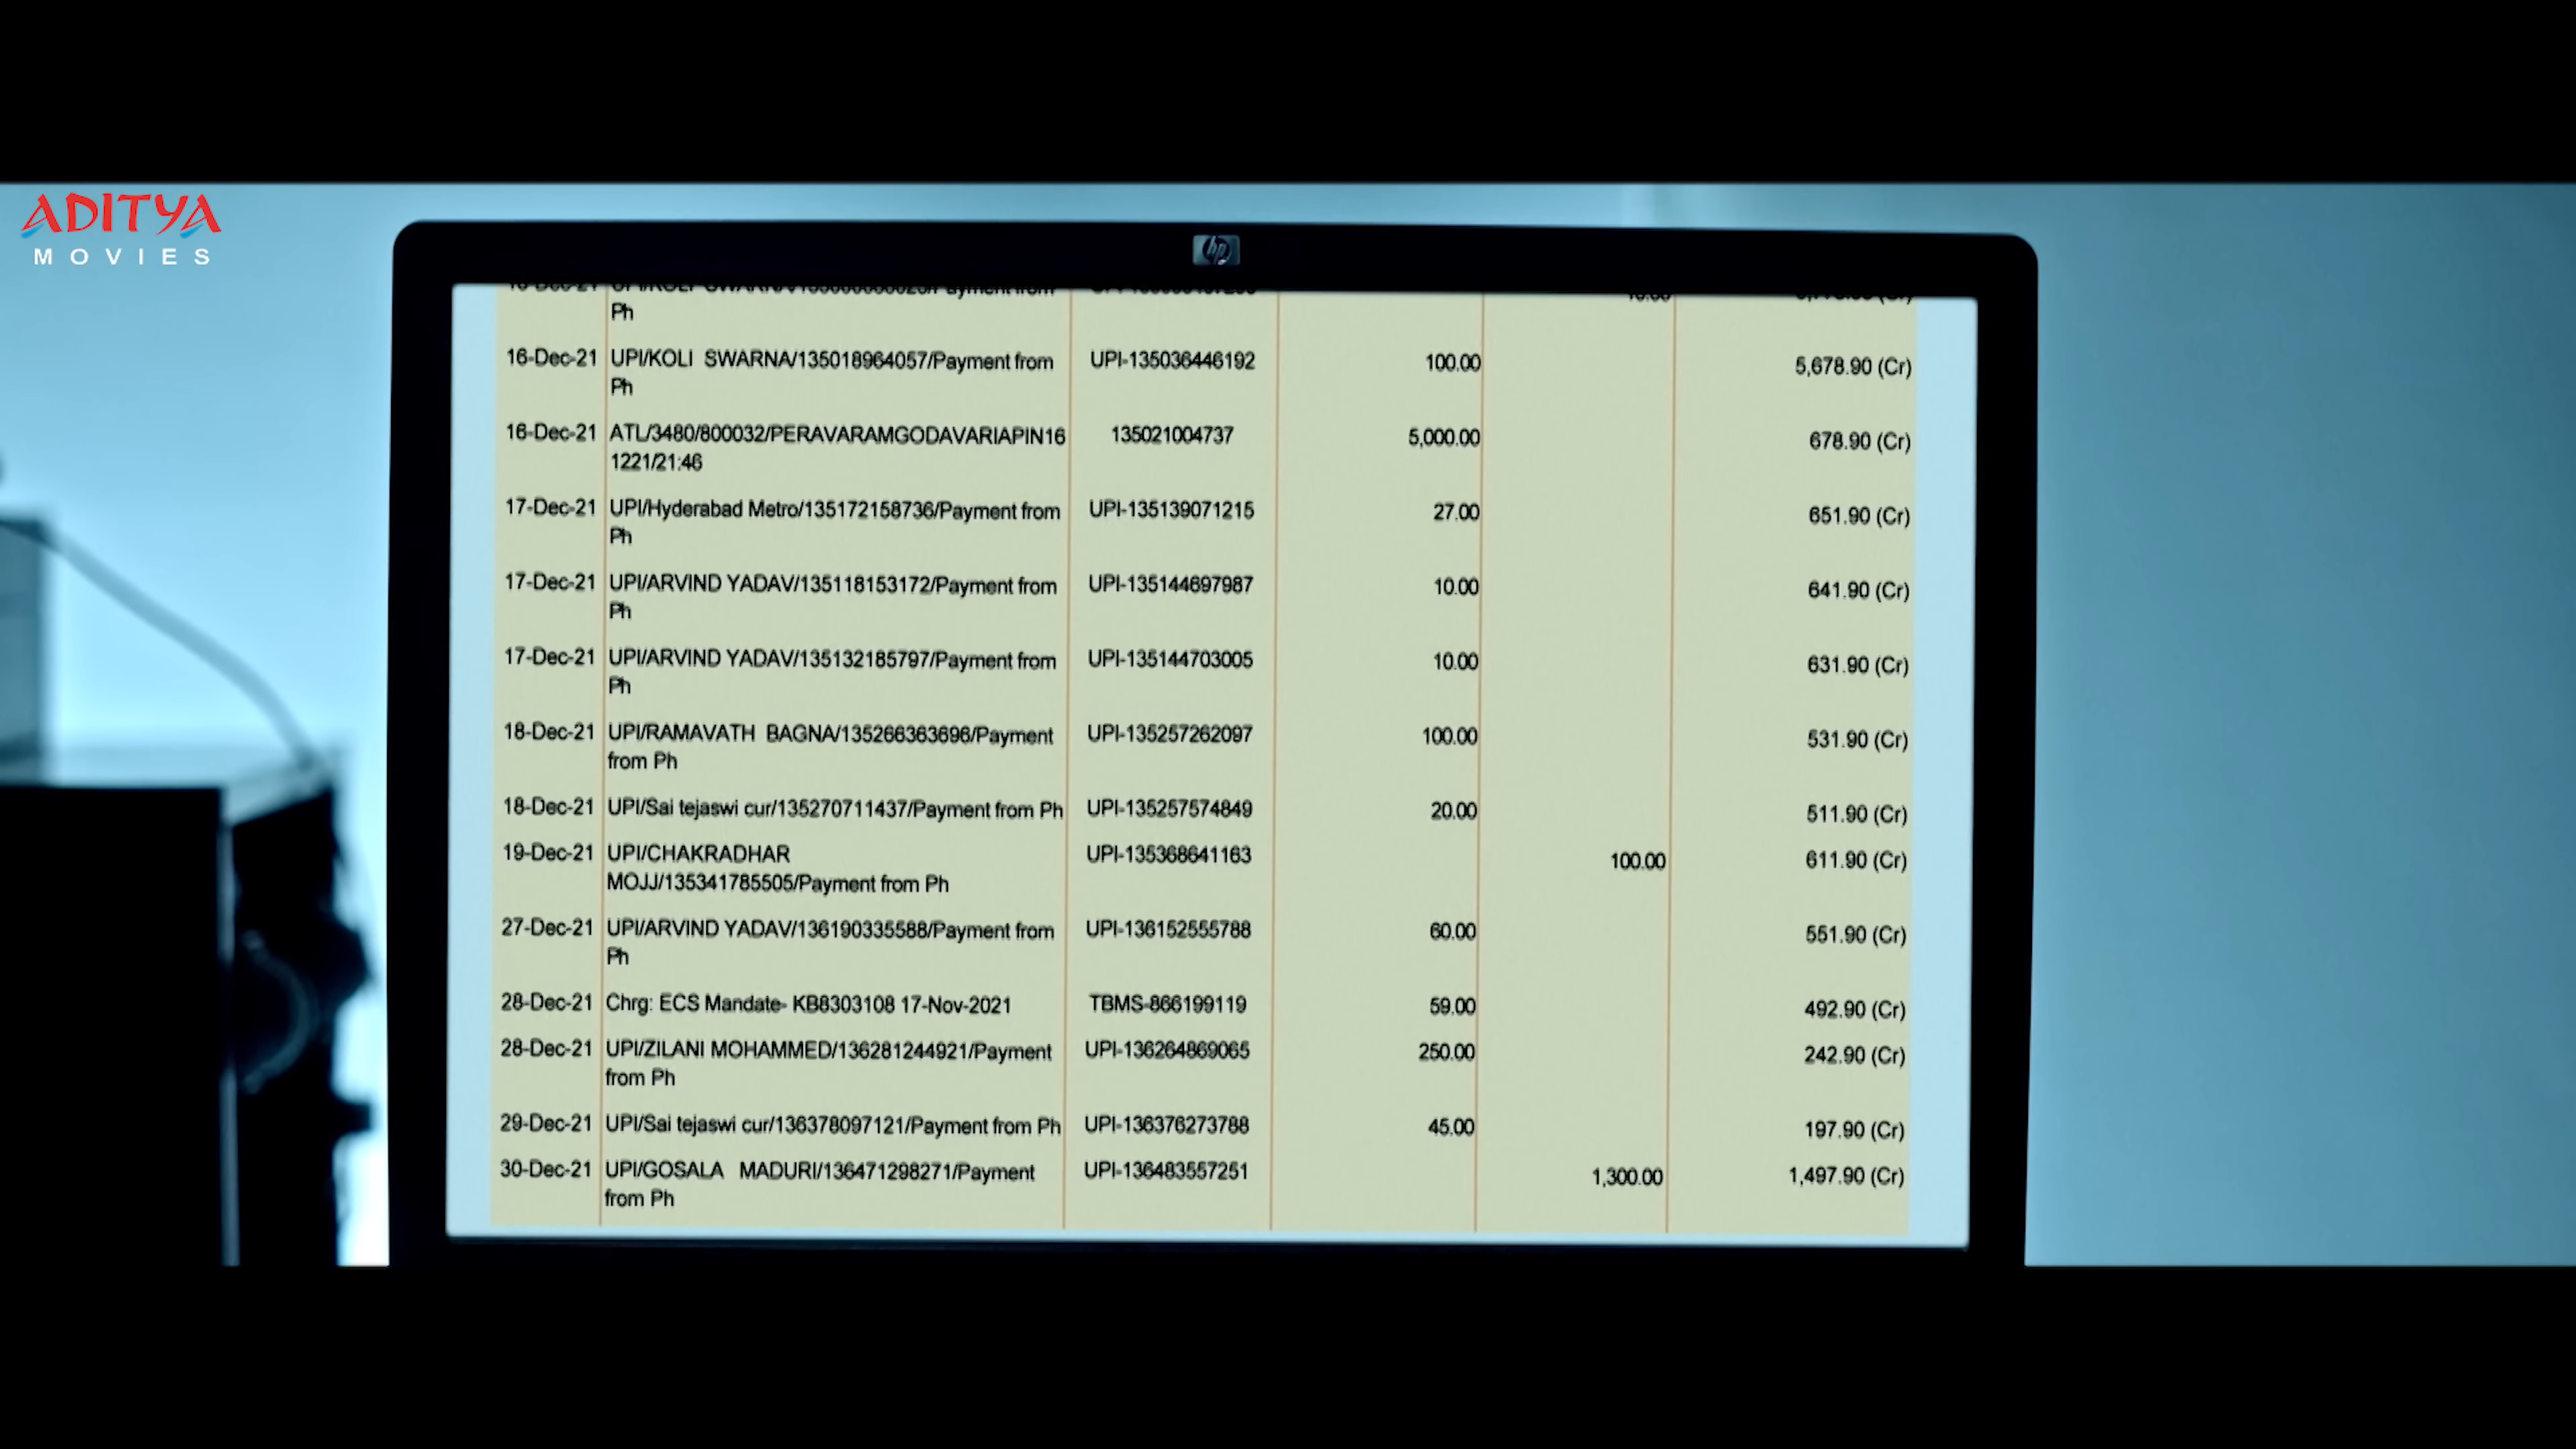 ADITYA
MOVIES
hp
Ph
16-Dec-21 UPI/KOLI SWARNA/135018964057/Payment from UPI-135036446192 100.00 5,678.90 (Cr)
Ph
16-Dec-21 ATL/3480/800032/PERAVARAMGODAVARIAPIN16 135021004737 5,000.00 678.90 (Cr)
1221/21:46
17-Dec-21 UPI/Hyderabad Metro/135172158736/Payment from UPI-135139071215 27.00 651.90 (Cr)
Ph
17-Dec-21 UPI/ARVIND YADAV/135118153172/Payment from UPI-135144697987 10.00 641.90 (Cr)
Ph
17-Dec-21 UPI/ARVIND YADAV/135132185797/Payment from UPI-135144703005 10.00 631.90 (Cr)
Ph
18-Dec-21 UPI/RAMAVATH BAGNA/135266363696/Payment UPI-135257262097 100.00 531.90 (Cr)
from Ph
18-Dec-21 UPI/Sai tejaswi cur/135270711437/Payment from Ph UPI-135257574849 20.00 511.90 (Cr)
19-Dec-21 UPI/CHAKRADHAR UPI-135368641163 100.00 611.90 (Cr)
MOJJ/135341785505/Payment from Ph
27-Dec-21 UPI/ARVIND YADAV/136190335588/Payment from UPI-136152555788 60.00 551.90 (Cr)
Ph
28-Dec-21 Chrg: ECS Mandate- KB8303108 17-Nov-2021 TBMS-866199119 59.00 492.90 (Cr)
28-Dec-21 UPI/ZILANI MOHAMMED/136281244921/Payment UPI-136264869065 250.00 242.90 (Cr)
from Ph
29-Dec-21 UPI/Sai tejaswi cur/136378097121/Payment from Ph UPI-136376273788 45.00 197.90 (Cr)
30-Dec-21 UPI/GOSALA MADURI/136471298271/Payment UPI-136483557251 1,300.00 1,497.90 (Cr)
from Ph